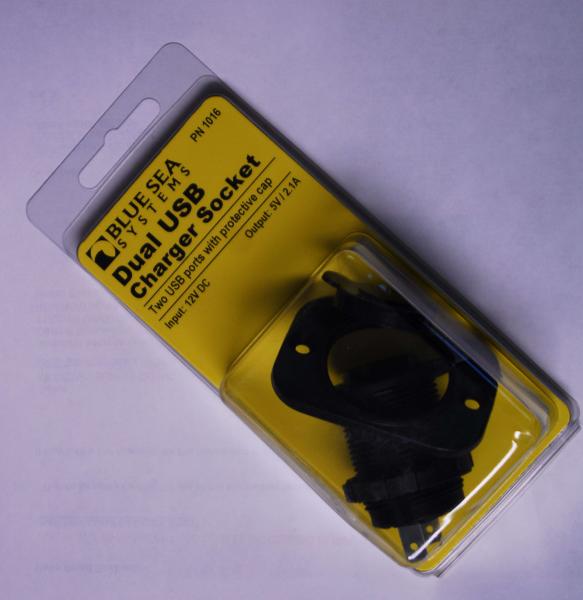 PN 1016
BLUE SEA
SYSTEMS
Dual USB
Charger Socket
Two USB ports with protective cap
Input: 12V DC
Output: 5V / 2.1A